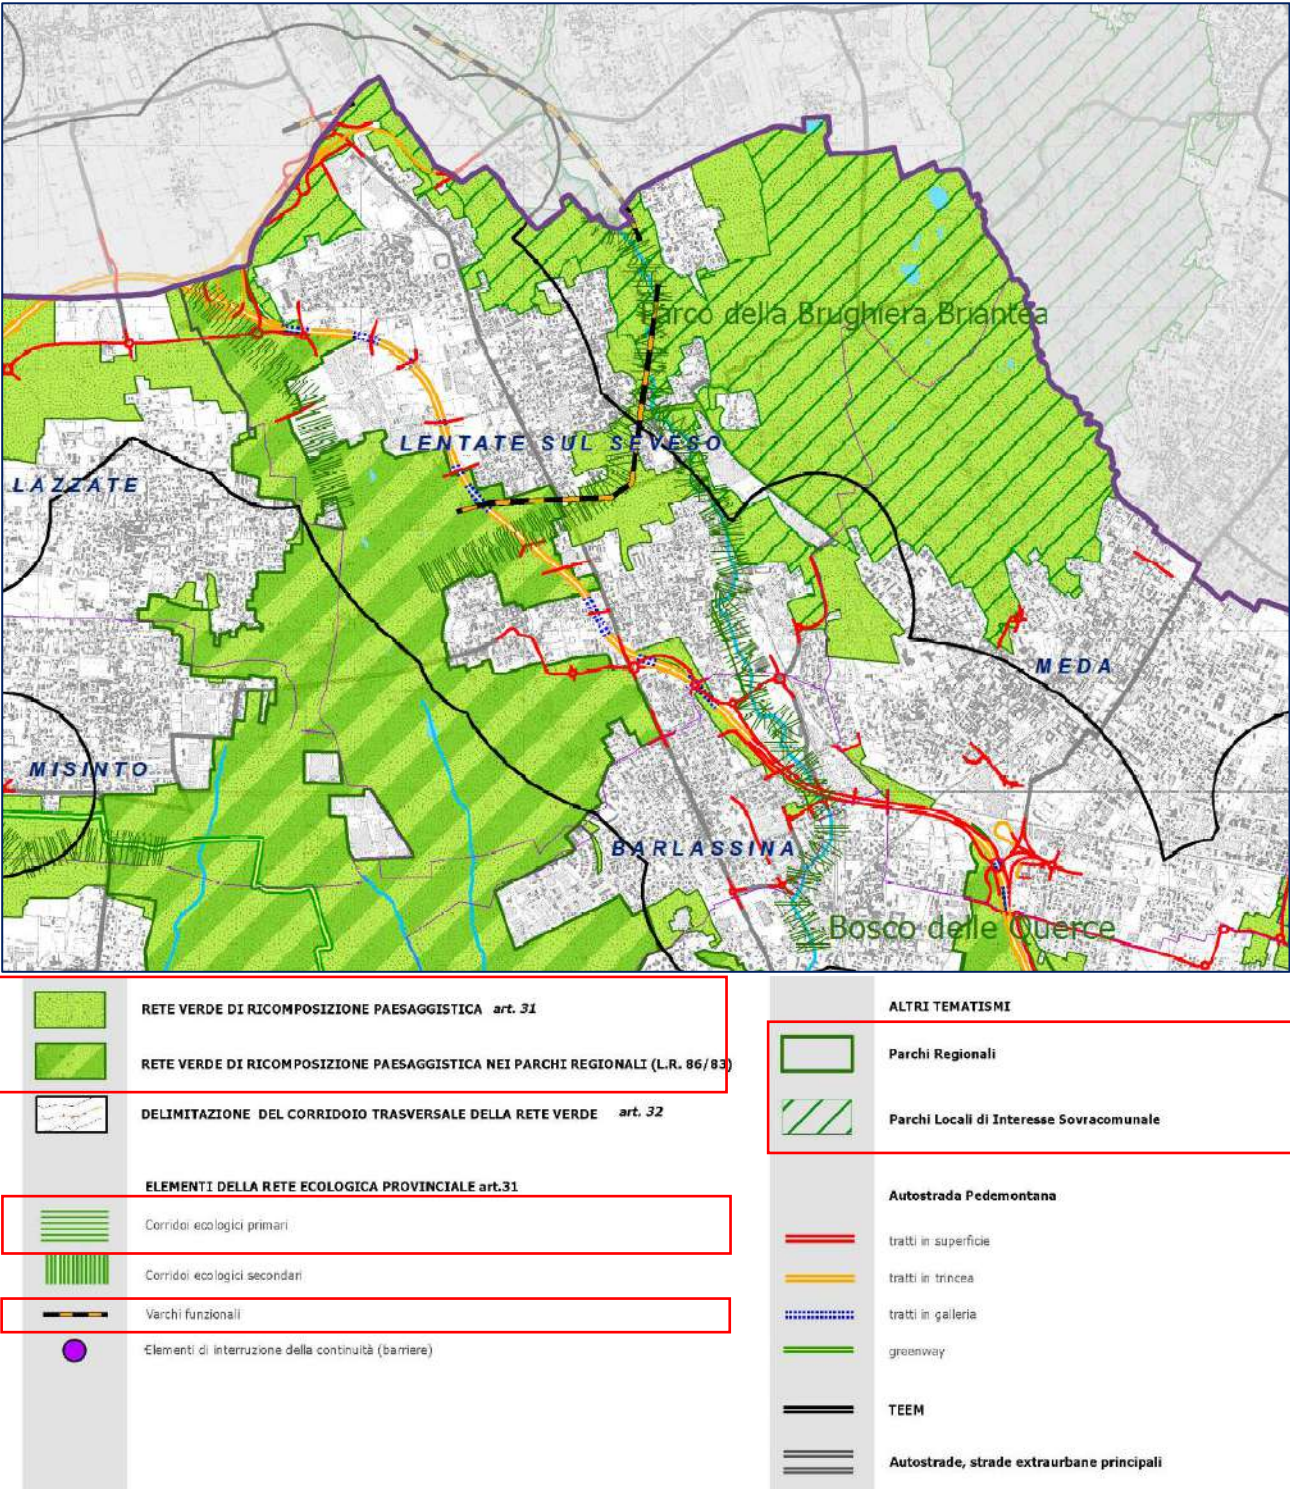 Parco della Brughiera Briantea
LENTATE SUL SEVESO
LAZZATE
MEDA
MISINTO
BARLASSINA
Bosco delle Querce
RETE VERDE DI RICOMPOSIZIONE PAESAGGISTICA art. 31
RETE VERDE DI RICOMPOSIZIONE PAESAGGISTICA NEI PARCHI REGIONALI (L.R. 86/83)
DELIMITAZIONE DEL CORRIDOIO TRASVERSALE DELLA RETE VERDE art. 32
ELEMENTI DELLA RETE ECOLOGICA PROVINCIALE art.31
Corridoi ecologici primari
Corridoi ecologici secondari
Varchi funzionali
Elementi di interruzione della continuità (barriere)
ALTRI TEMATISMI
Parchi Regionali
Parchi Locali di Interesse Sovracomunale
Autostrada Pedemontana
tratti in superficie
tratti in trincea
tratti in galleria
greenway
TEEM
Autostrade, strade extraurbane principali